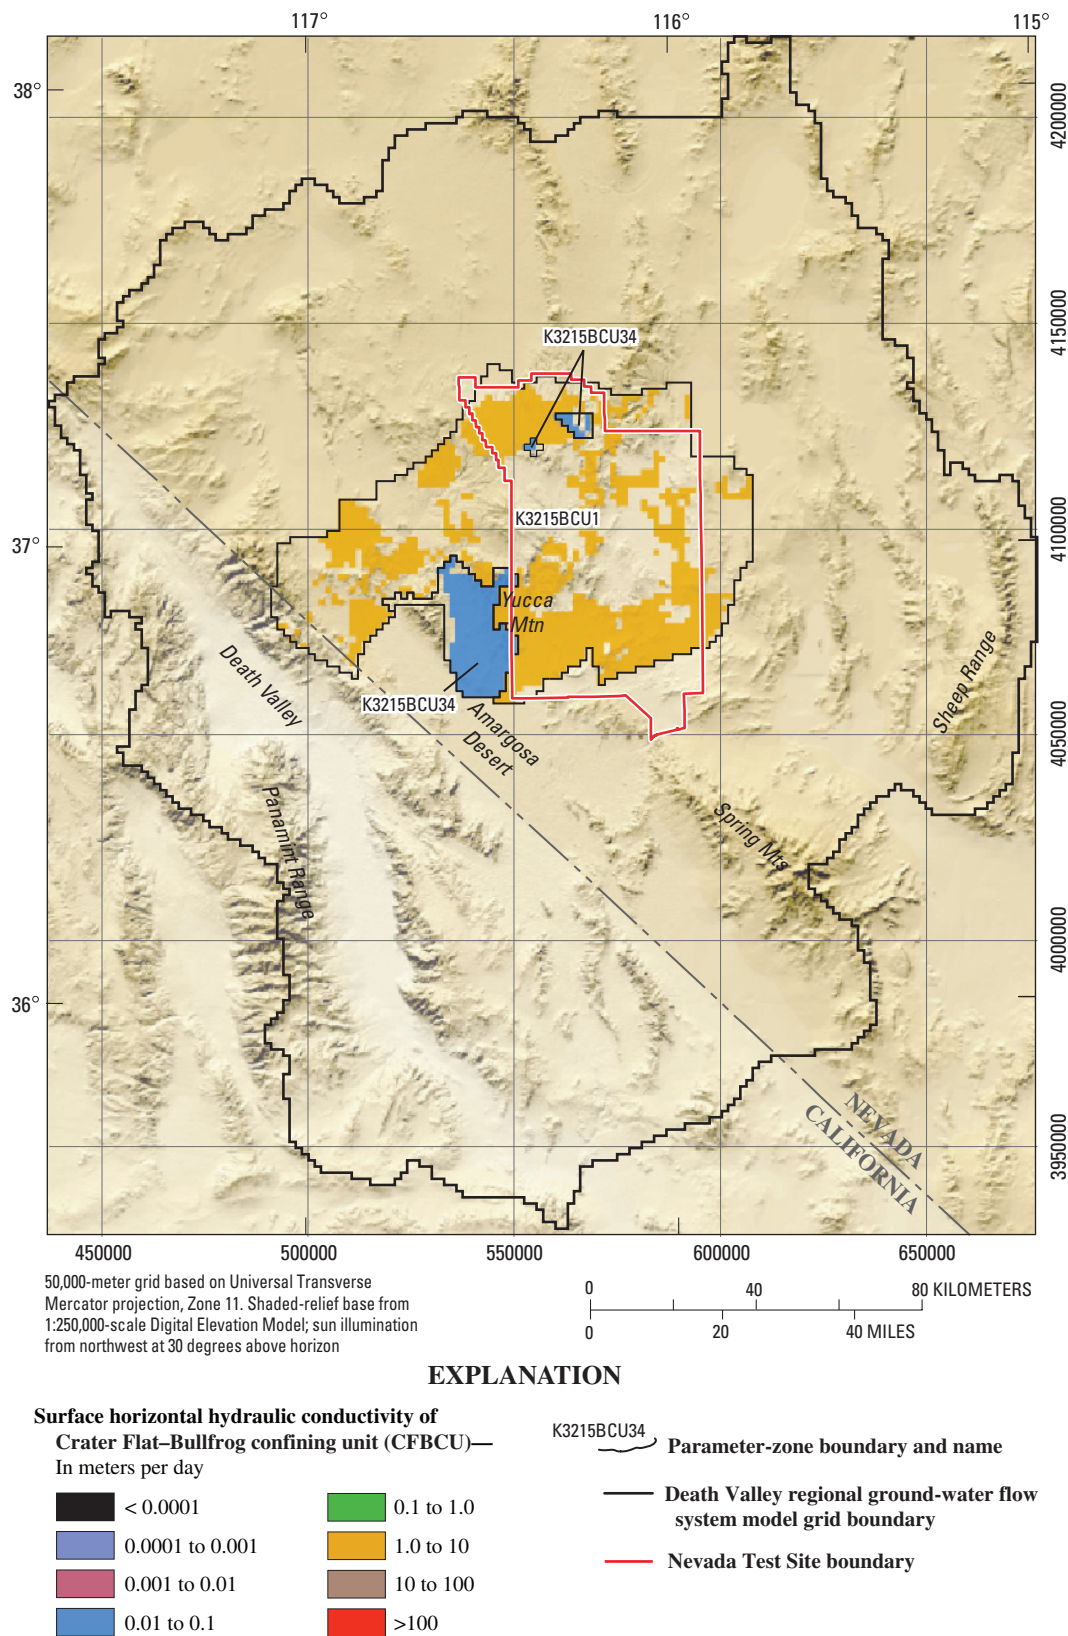 117°
116°
115°
38°
4200000
4150000
K3215BCU34
K3215BCU1
37°
4100000
Yucca
Mtn
Death Valley
K3215BCU34
Amargosa
Desert
Sheep Range
4050000
Panamint Range
Spring Mts
4000000
36°
NEVADA
CALIFORNIA
3950000
450000
500000
550000
600000
650000
50,000-meter grid based on Universal Transverse
Mercator projection, Zone 11. Shaded-relief base from
1:250,000-scale Digital Elevation Model; sun illumination
from northwest at 30 degrees above horizon
0 40 80 KILOMETERS
0 20 40 MILES
EXPLANATION
Surface horizontal hydraulic conductivity of
Crater Flat–Bullfrog confining unit (CFBCU)—
In meters per day
< 0.0001
0.0001 to 0.001
0.001 to 0.01
0.01 to 0.1
0.1 to 1.0
1.0 to 10
10 to 100
>100
K3215BCU34
Parameter-zone boundary and name
Death Valley regional ground-water flow
system model grid boundary
Nevada Test Site boundary